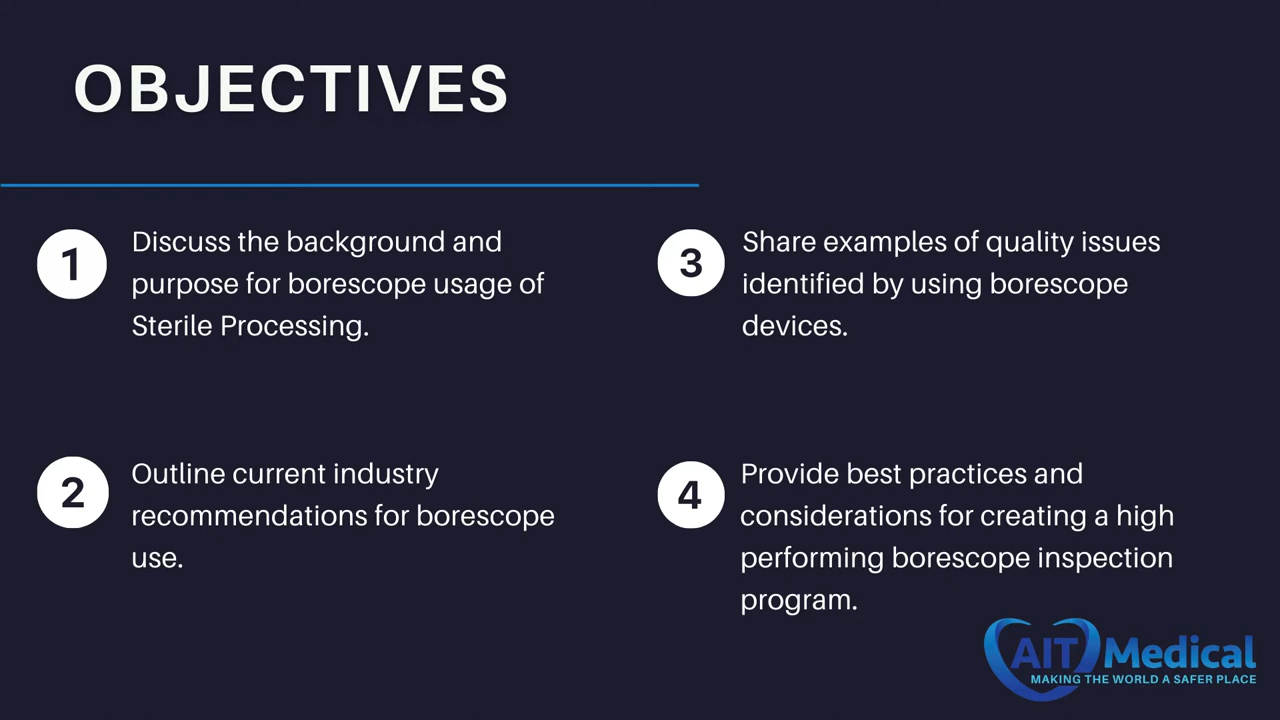 OBJECTIVES
1
Discuss the background and
purpose for borescope usage of
Sterile Processing.
2
Outline current industry
recommendations for borescope
use.
3
Share examples of quality issues
identified by using borescope
devices.
4
Provide best practices and
considerations for creating a high
performing borescope inspection
program.
AIT Medical
MAKING THE WORLD A SAFER PLACE